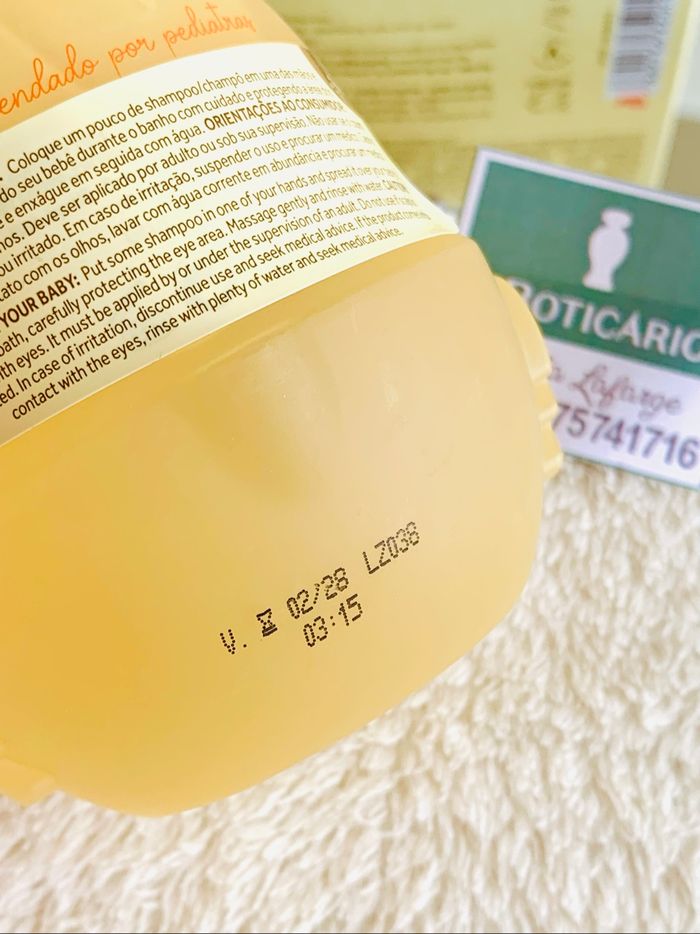 endado por pediatras
Coloque um pouco de shampoo/champô em uma das mãos
do seu bebê durante o banho com cuidado e protegendo a área
e enxágue em seguida com água. ORIENTAÇÕES AO CONSUMIDOR
hos. Deve ser aplicado por adulto ou sob sua supervisão. Não usar se
ou irritado. Em caso de irritação, suspender o uso e procurar um médico.
tato com os olhos, lavar com água corrente em abundância e procurar um
YOUR BABY: Put some shampoo in one of your hands and spread it over
bath, carefully protecting the eye area. Massage gently and rinse with water.
ith eyes. It must be applied by or under the supervision of an adult. Do not use if
ed. In case of irritation, discontinue use and seek medical advice. If the product
contact with the eyes, rinse with plenty of water and seek medical advice.
V. 02/28 LZ038
03:15
BOTICÁRIO
Lafarge
75741716